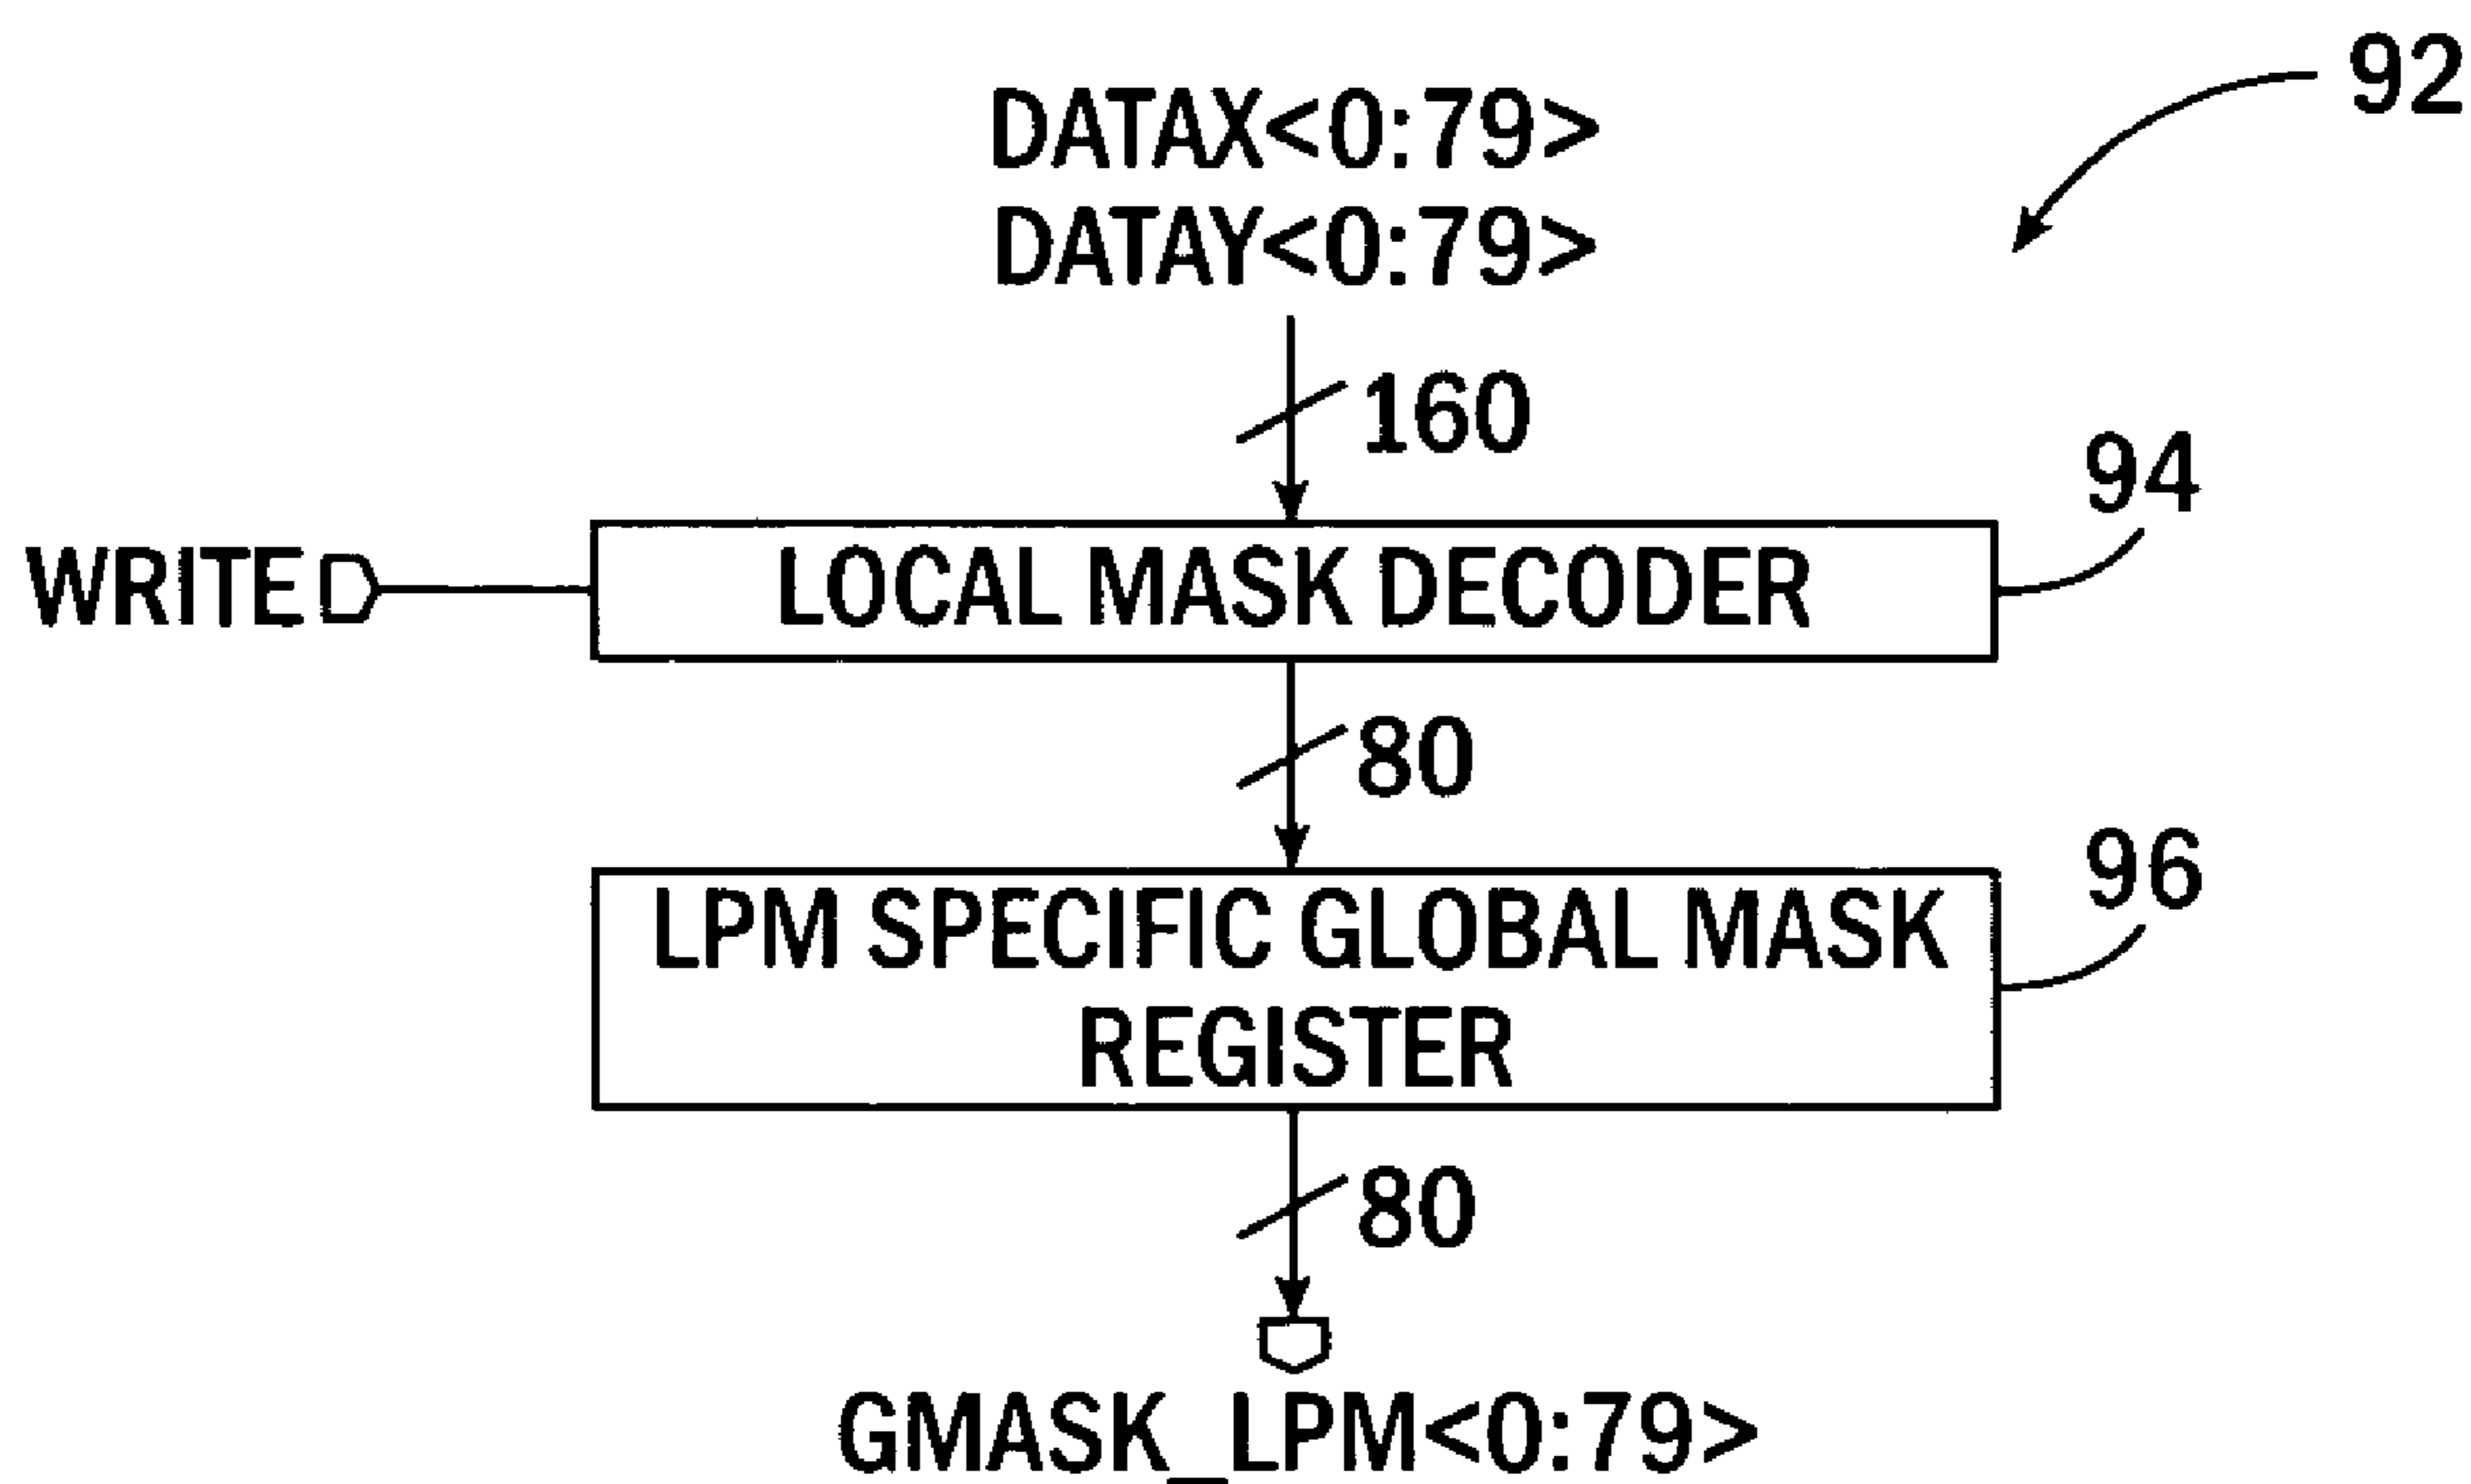 92
DATAX<0:79>
DATAY<0:79>
160
94
WRITE
LOCAL MASK DECODER
80
96
LPM SPECIFIC GLOBAL MASK
REGISTER
80
GMASK_LPM<0:79>